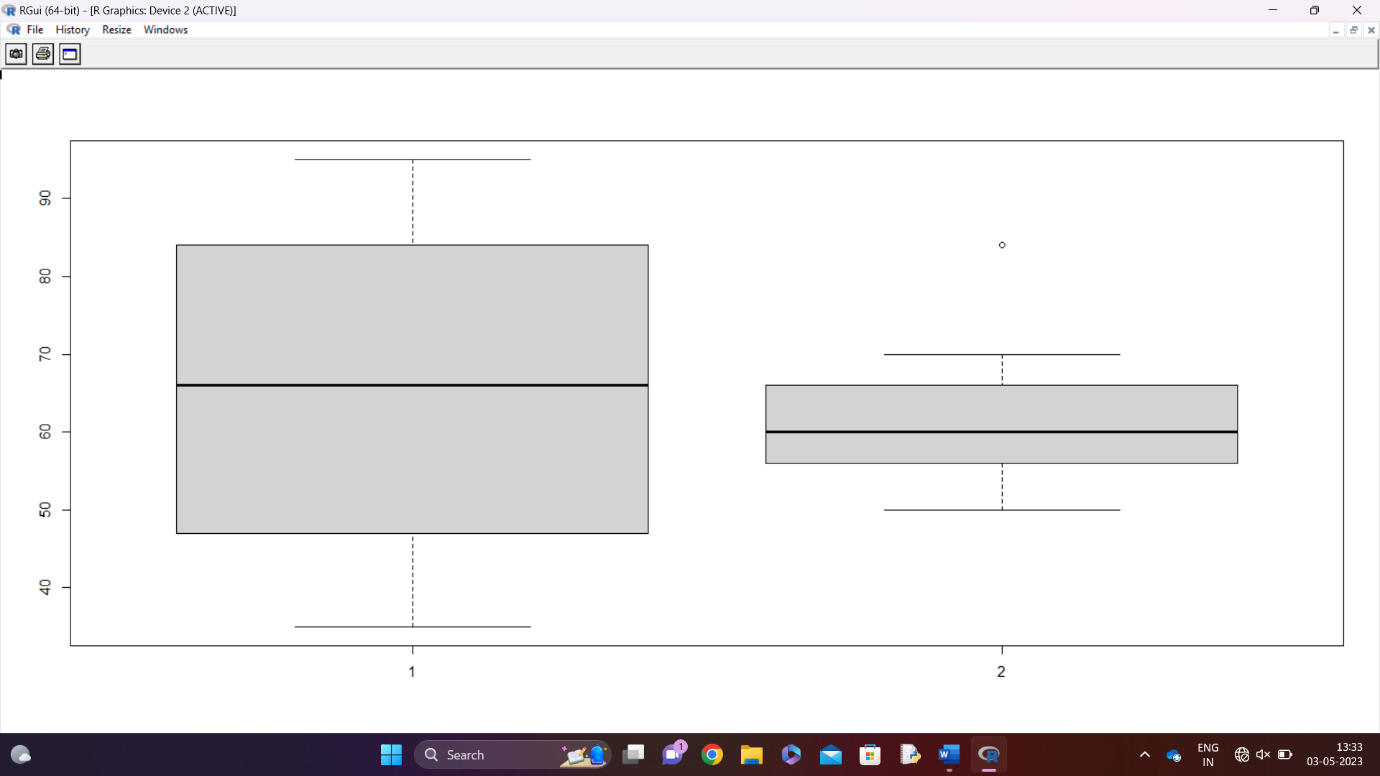 RGui (64-bit) - [R Graphics: Device 2 (ACTIVE)]
File History Resize Windows
90
80
70
60
50
40
1 2
Search
1
ENG
IN
13:33
03-05-2023